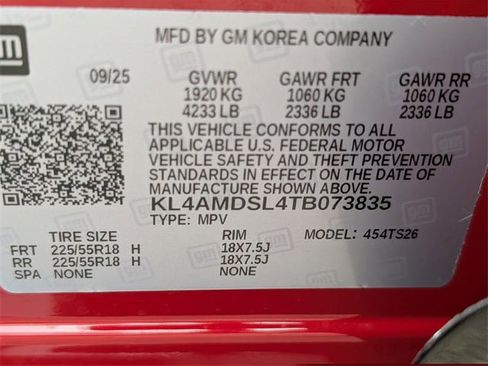 gm
MFD BY GM KOREA COMPANY
09/25 GVWR GAWR FRT GAWR RR
1920 KG 1060 KG 1060 KG
4233 LB 2336 LB 2336 LB
THIS VEHICLE CONFORMS TO ALL
APPLICABLE U.S. FEDERAL MOTOR
VEHICLE SAFETY AND THEFT PREVENTION
STANDARDS IN EFFECT ON THE DATE OF
MANUFACTURE SHOWN ABOVE.
KL4AMDSL4TB073835
TYPE: MPV MODEL: 454TS26
TIRE SIZE RIM
FRT 225/55R18 H 18X7.5J
RR 225/55R18 H 18X7.5J
SPA NONE NONE